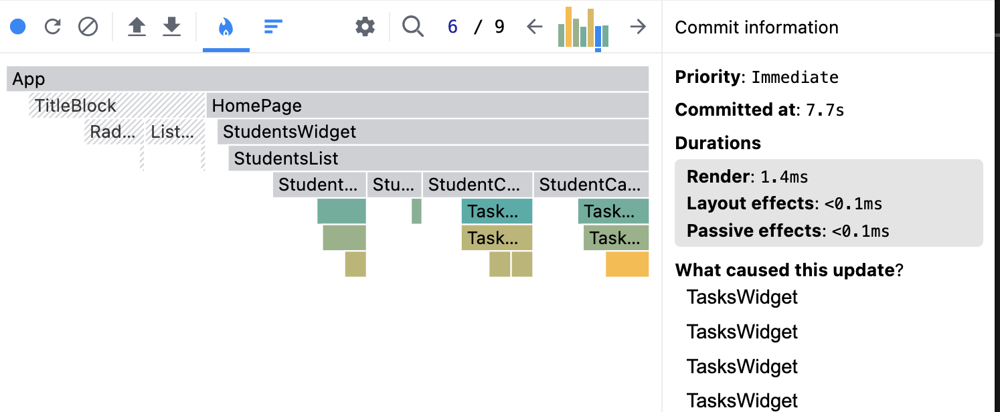 6 / 9
App
TitleBlock
HomePage
Rad...
List...
StudentsWidget
StudentsList
Student...
Stu...
StudentC...
StudentCa...
Task...
Task...
Task...
Task...
Commit information
Priority: Immediate
Committed at: 7.7s
Durations
Render: 1.4ms
Layout effects: <0.1ms
Passive effects: <0.1ms
What caused this update?
TasksWidget
TasksWidget
TasksWidget
TasksWidget